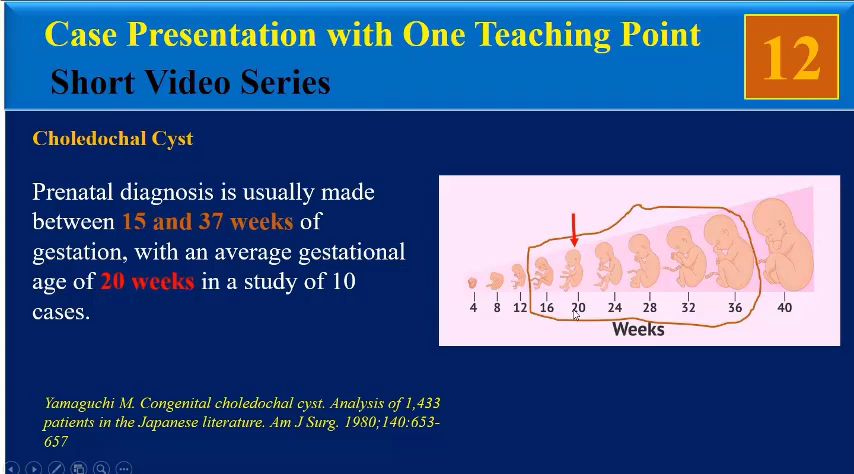 Case Presentation with One Teaching Point
12
Short Video Series
Choledochal Cyst
Prenatal diagnosis is usually made
between 15 and 37 weeks of
gestation, with an average gestational
age of 20 weeks in a study of 10
cases.
4 8 12 16 20 24 28 32 36 40
Weeks
Yamaguchi M. Congenital choledochal cyst. Analysis of 1,433
patients in the Japanese literature. Am J Surg. 1980;140:653-
657